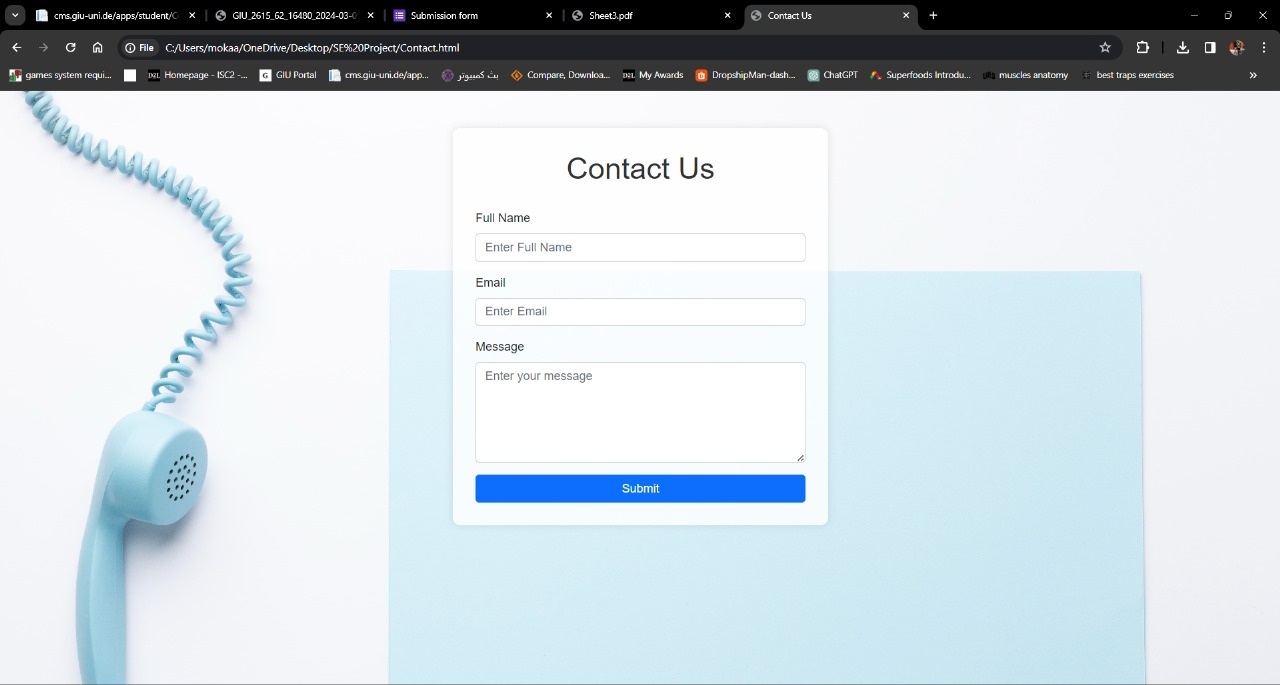 cms.giu-uni.de/apps/student/C
GIU_2615_62_16480_2024-03-0
Submission form
Sheet3.pdf
Contact Us
File C:/Users/mokaa/OneDrive/Desktop/SE%20Project/Contact.html
games system requi...
D2L Homepage - ISC2 -...
G GIU Portal
cms.giu-uni.de/app...
بث كمبيوتر
Compare, Downloa...
D2L My Awards
DropshipMan-dash...
ChatGPT
Superfoods Introdu...
muscles anatomy
best traps exercises
Contact Us
Full Name
Enter Full Name
Email
Enter Email
Message
Enter your message
Submit